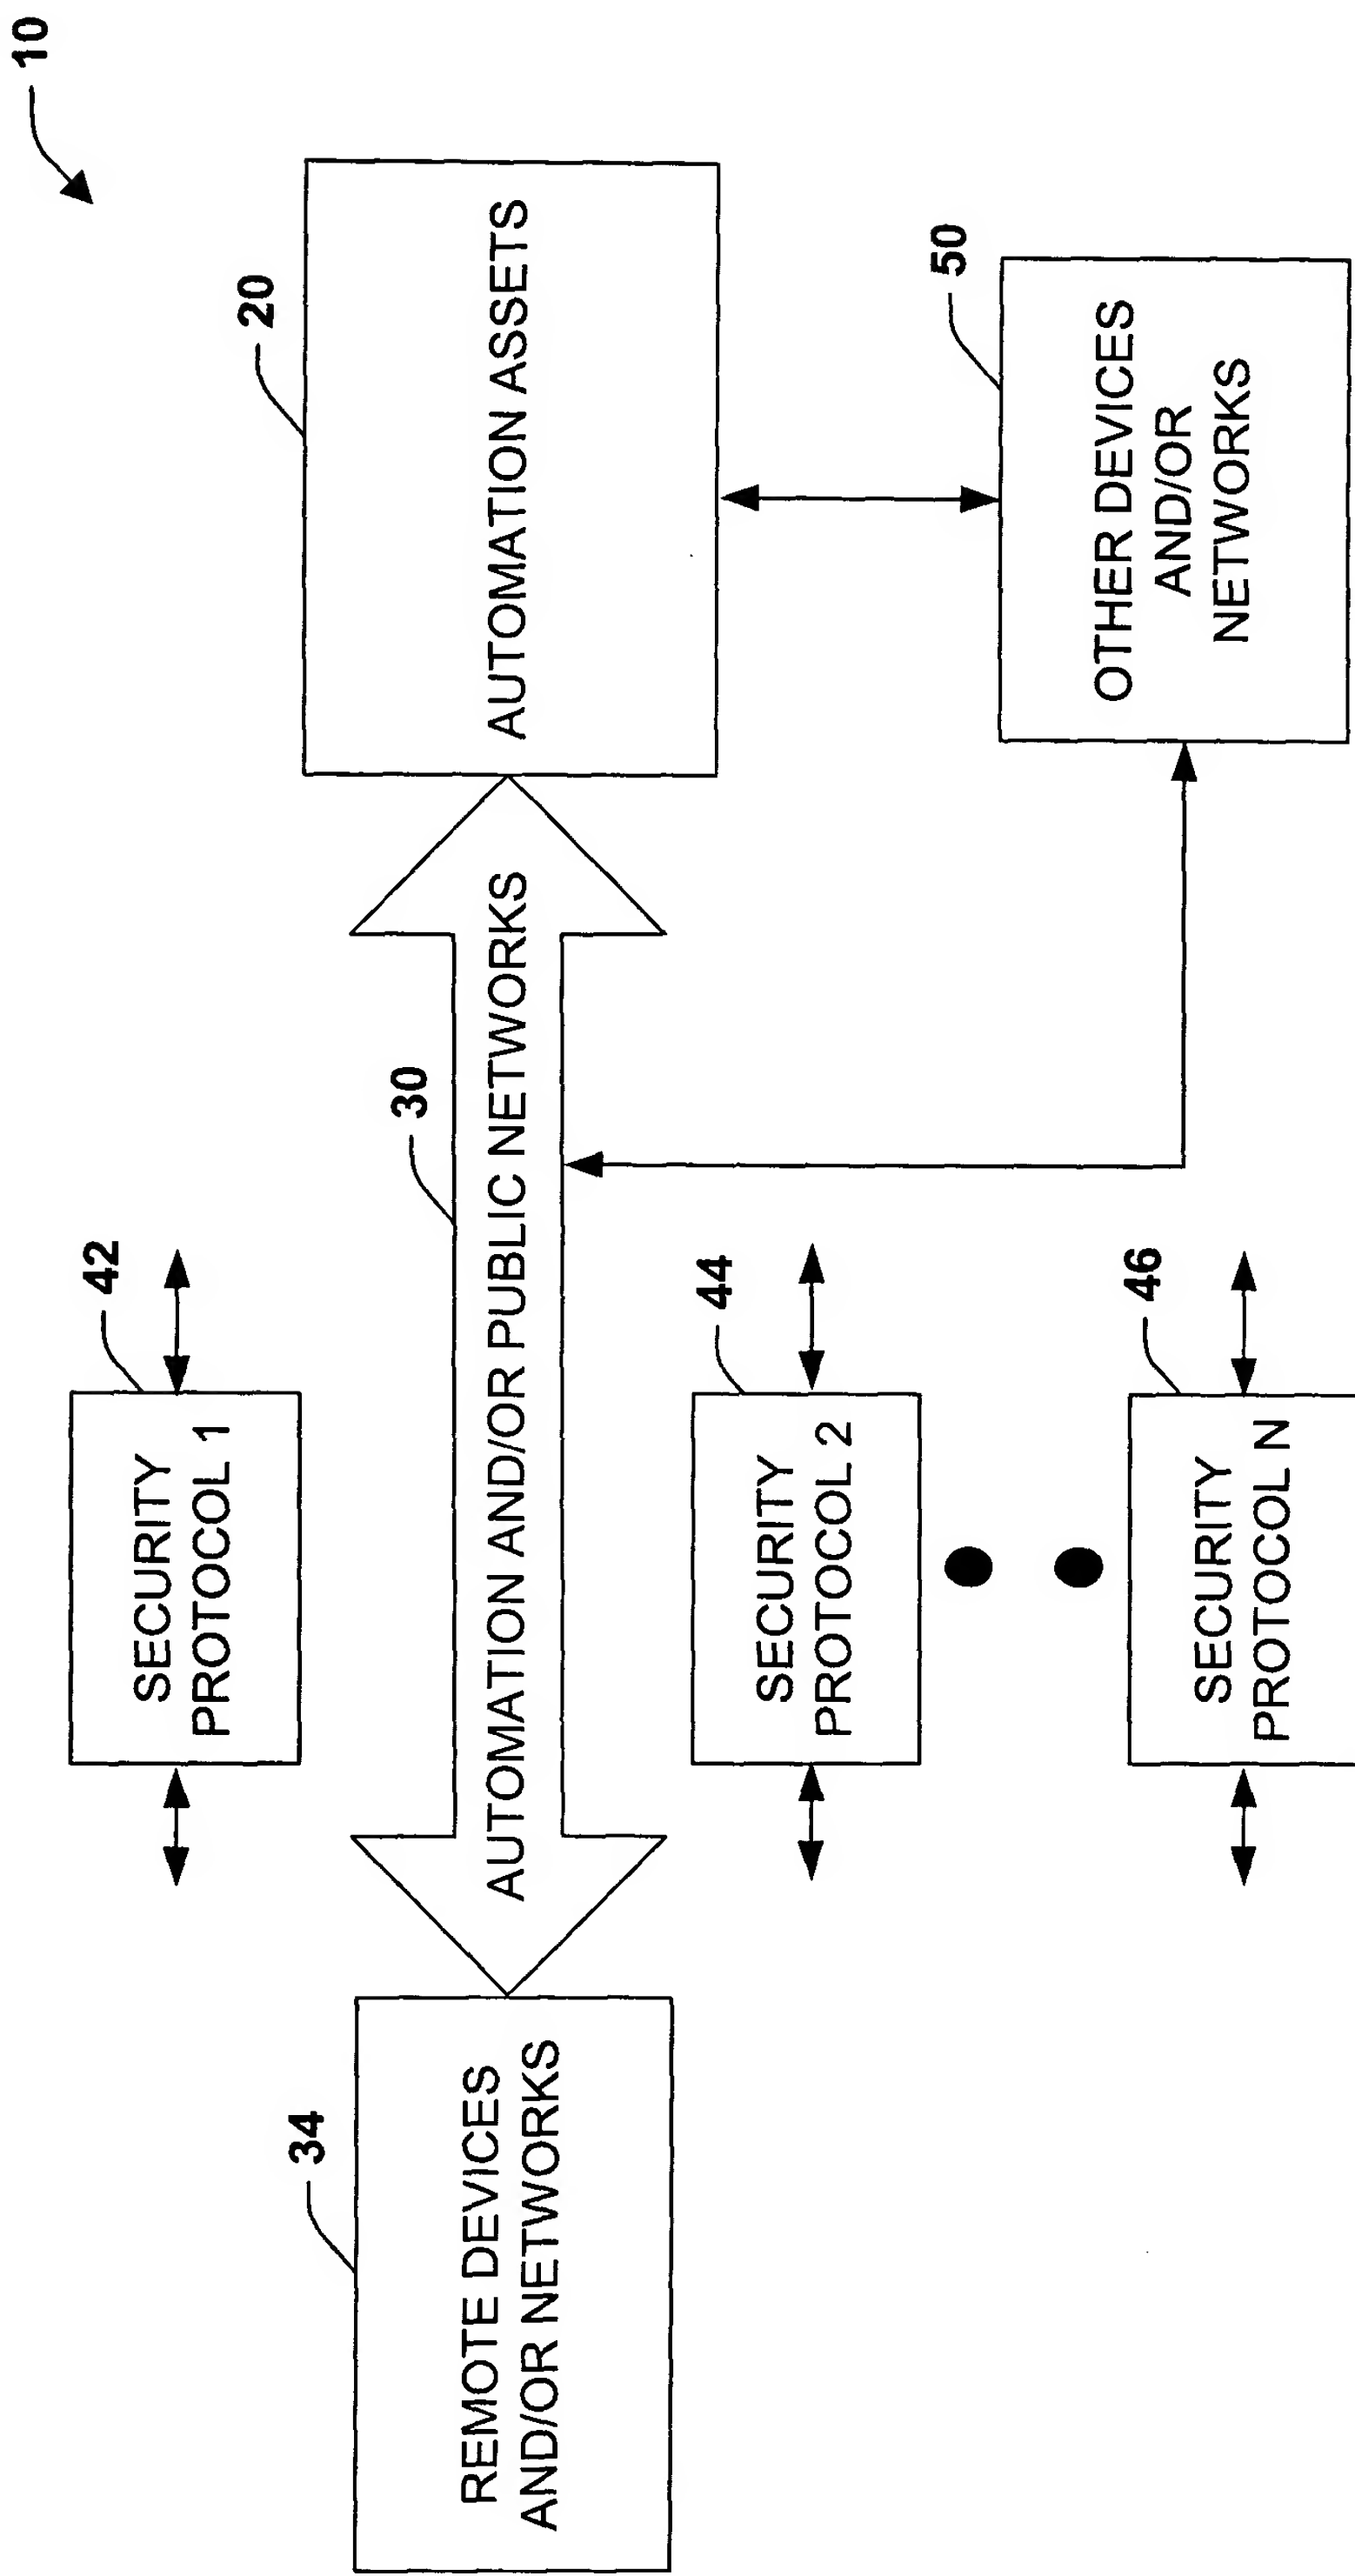 10
20
AUTOMATION ASSETS
50
OTHER DEVICES
AND/OR
NETWORKS
30
AUTOMATION AND/OR PUBLIC NETWORKS
42
SECURITY
PROTOCOL 1
44
SECURITY
PROTOCOL 2
46
SECURITY
PROTOCOL N
34
REMOTE DEVICES
AND/OR NETWORKS